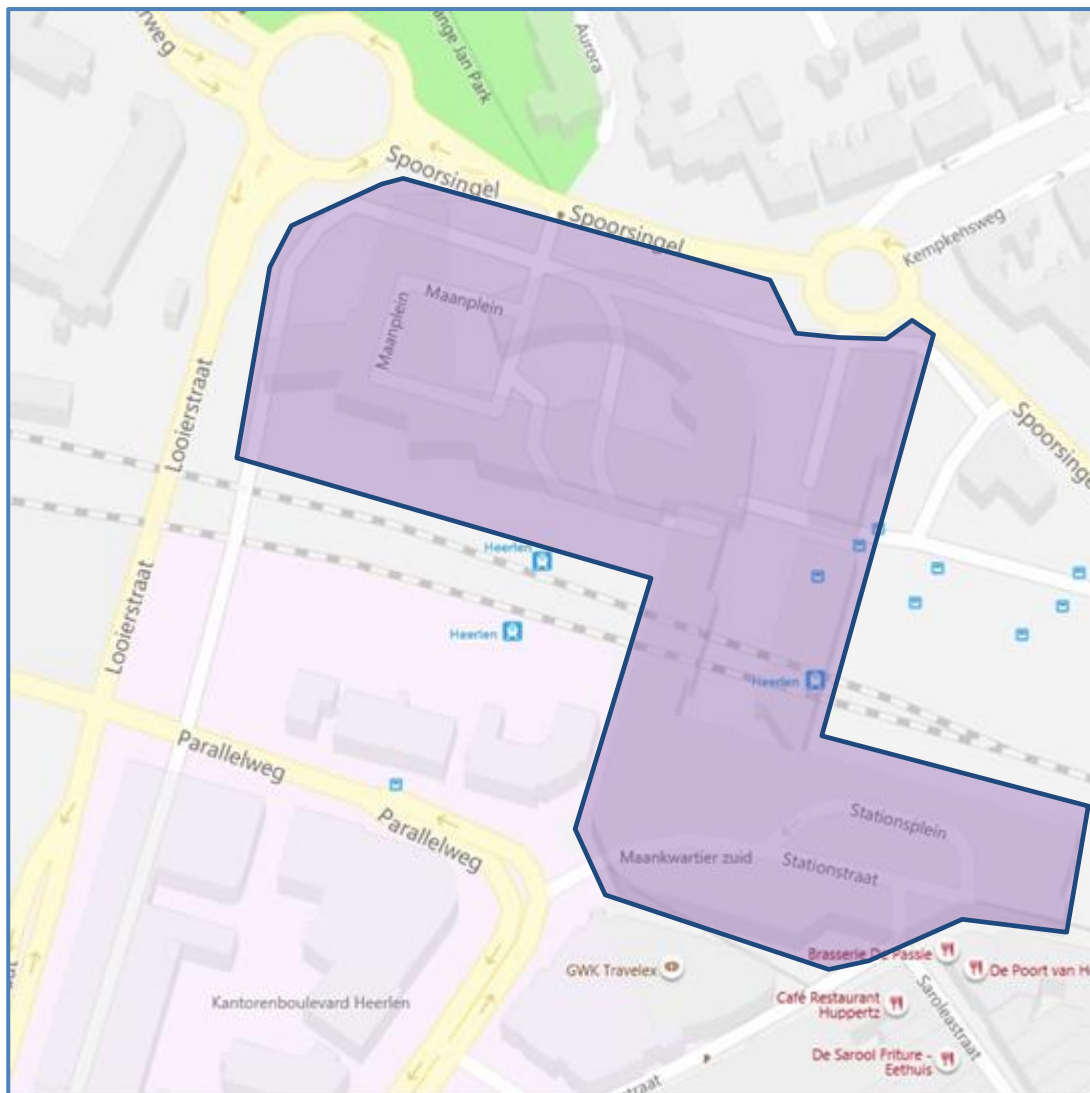 Aurora
Spoorsingel
Spoorsingel
Kempkensweg
Maanplein
Maanplein
Looierstraat
Spoorsingel
Heerlen
Looierstraat
Heerlen
Heerlen
Parallelweg
Parallelweg
Stationsplein
Maankwartier zuid
Stationstraat
Brasserie De Passie
GWK Travelex
De Poort van
Kantorenboulevard Heerlen
Café Restaurant
Huppertz
Saroleastraat
De Sarool Friture -
Eethuis
P